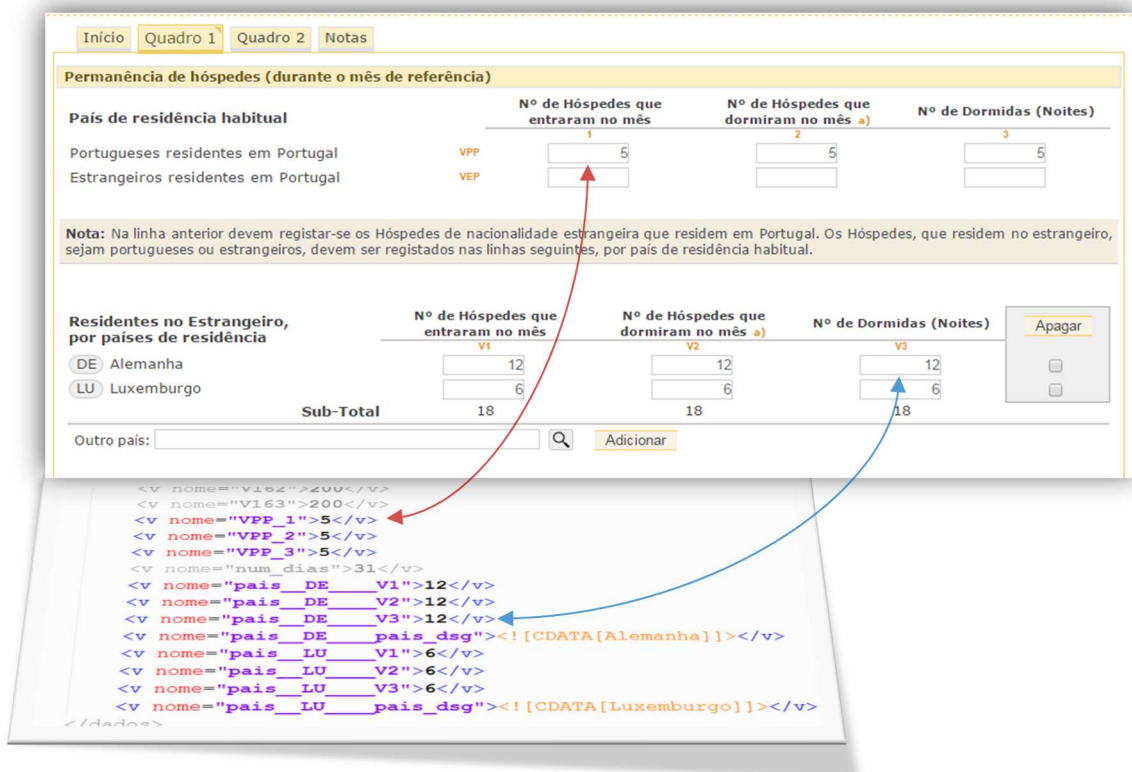 Início Quadro 1 Quadro 2 Notas
Permanência de hóspedes (durante o mês de referência)
País de residência habitual Nº de Hóspedes que entraram no mês Nº de Hóspedes que dormiram no mês a) Nº de Dormidas (Noites)
1 2 3
Portugueses residentes em Portugal VPP 5 5 5
Estrangeiros residentes em Portugal VEP
Nota: Na linha anterior devem registar-se os Hóspedes de nacionalidade estrangeira que residem em Portugal. Os Hóspedes, que residem no estrangeiro,
sejam portugueses ou estrangeiros, devem ser registados nas linhas seguintes, por país de residência habitual.
Residentes no Estrangeiro, por países de residência Nº de Hóspedes que entraram no mês Nº de Hóspedes que dormiram no mês a) Nº de Dormidas (Noites) Apagar
V1 V2 V3
DE Alemanha 12 12 12
LU Luxemburgo 6 6 6
Sub-Total 18 18 18
Outro país: Adicionar
<v nome="V162">200</v>
<v nome="V163">200</v>
<v nome="VPP_1">5</v>
<v nome="VPP_2">5</v>
<v nome="VPP_3">5</v>
<v nome="num_dias">31</v>
<v nome="pais__DE____V1">12</v>
<v nome="pais__DE____V2">12</v>
<v nome="pais__DE____V3">12</v>
<v nome="pais__DE____pais_dsg"><![CDATA[Alemanha]]></v>
<v nome="pais__LU____V1">6</v>
<v nome="pais__LU____V2">6</v>
<v nome="pais__LU____V3">6</v>
<v nome="pais__LU____pais_dsg"><![CDATA[Luxemburgo]]></v>
</dados>